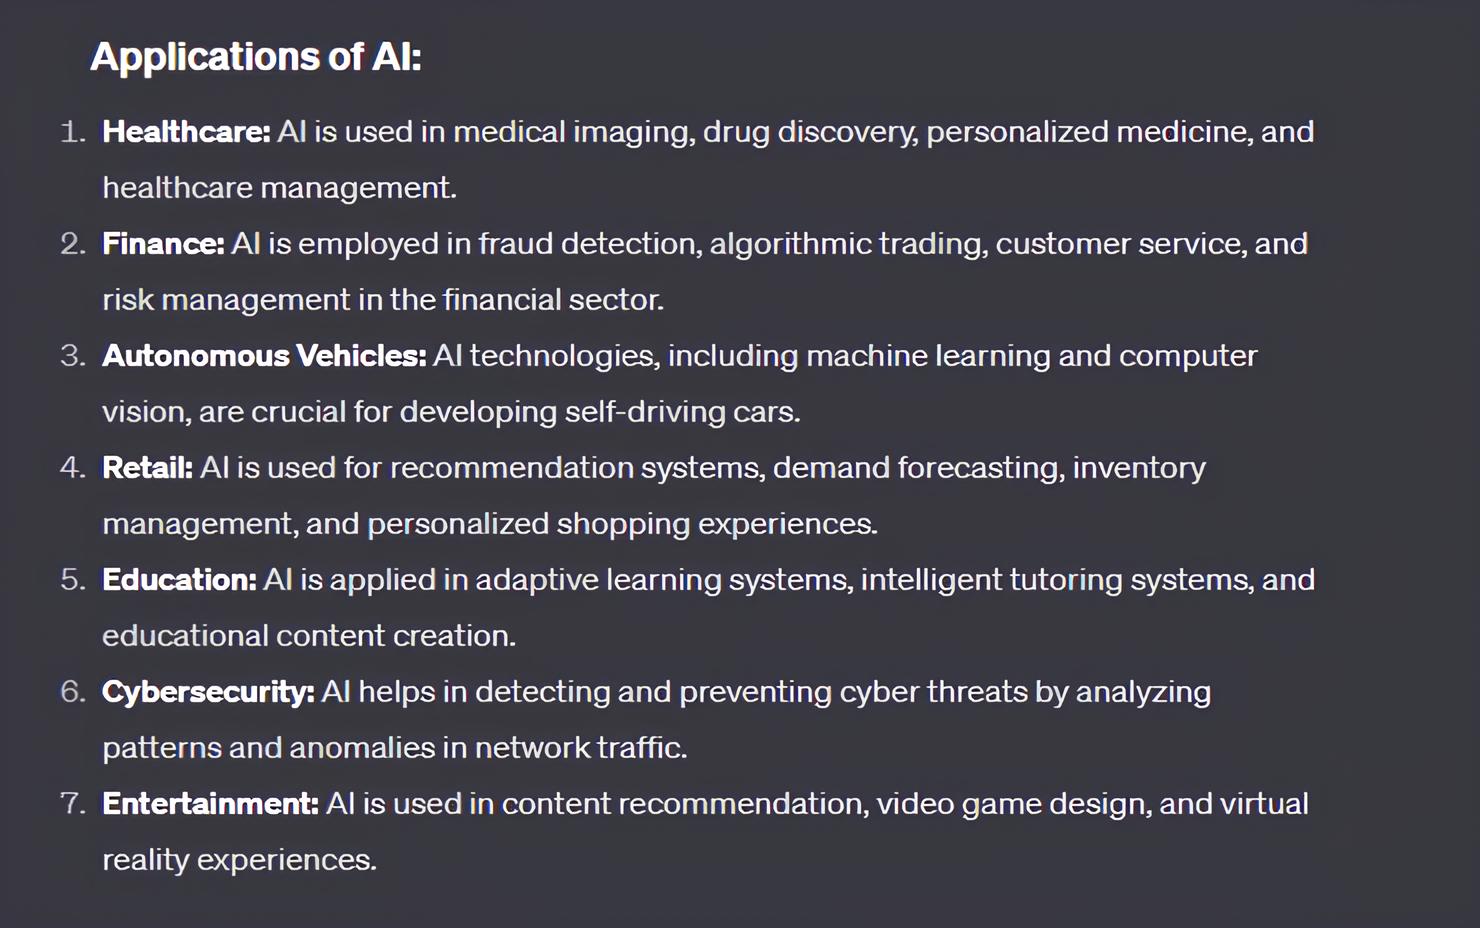 Applications of AI:
1. Healthcare: AI is used in medical imaging, drug discovery, personalized medicine, and
healthcare management.
2. Finance: AI is employed in fraud detection, algorithmic trading, customer service, and
risk management in the financial sector.
3. Autonomous Vehicles: AI technologies, including machine learning and computer
vision, are crucial for developing self-driving cars.
4. Retail: AI is used for recommendation systems, demand forecasting, inventory
management, and personalized shopping experiences.
5. Education: AI is applied in adaptive learning systems, intelligent tutoring systems, and
educational content creation.
6. Cybersecurity: AI helps in detecting and preventing cyber threats by analyzing
patterns and anomalies in network traffic.
7. Entertainment: AI is used in content recommendation, video game design, and virtual
reality experiences.